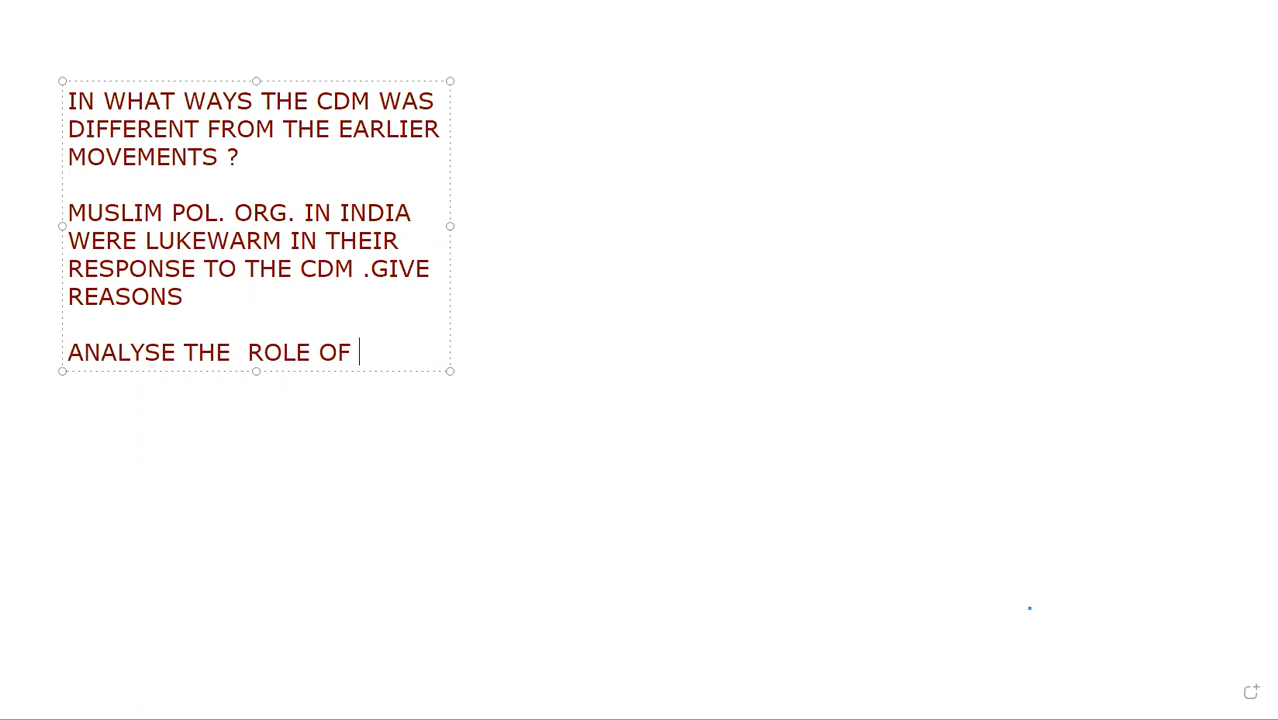 IN WHAT WAYS THE CDM WAS
DIFFERENT FROM THE EARLIER
MOVEMENTS ?
MUSLIM POL. ORG. IN INDIA
WERE LUKEWARM IN THEIR
RESPONSE TO THE CDM .GIVE
REASONS
ANALYSE THE  ROLE OF